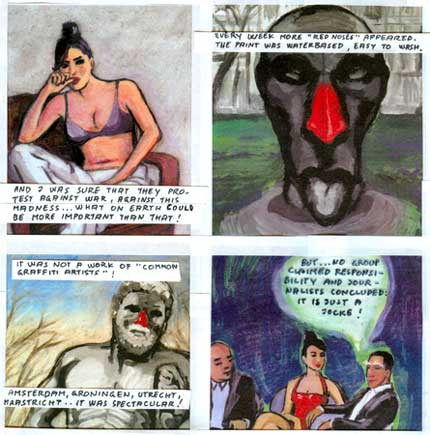 AND I WAS SURE THAT THEY PRO-
TEST AGAINST WAR, AGAINST THIS
MADNESS... WHAT ON EARTH COULD
BE MORE IMPORTANT THAN THAT!
EVERY WEEK MORE "RED NOSES" APPEARED.
THE PAINT WAS WATERBASED, EASY TO WASH.
IT WAS NOT A WORK OF "COMMON
GRAFFITI ARTISTS"!
AMSTERDAM, GRONINGEN, UTRECHT,
MAASTRICHT.. IT WAS SPECTACULAR!
BUT... NO GROUP
CLAIMED RESPONSI-
BILITY AND JOUR-
NALISTS CONCLUDED:
IT IS JUST A
JOCKE!